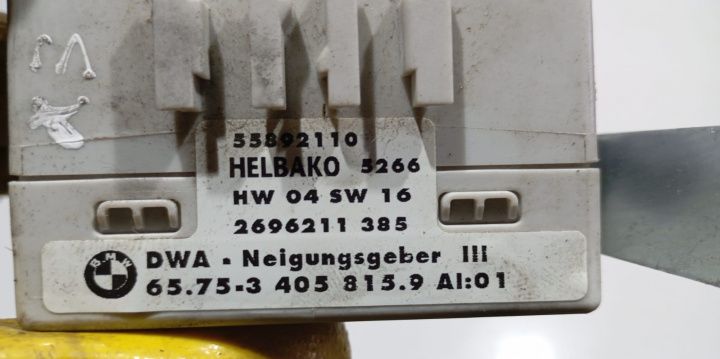 55892110
HELBAKO 5266
HW 04 SW 16
2696211 385
BMW
DWA - Neigungsgeber III
65.75-3 405 815.9 AI:01